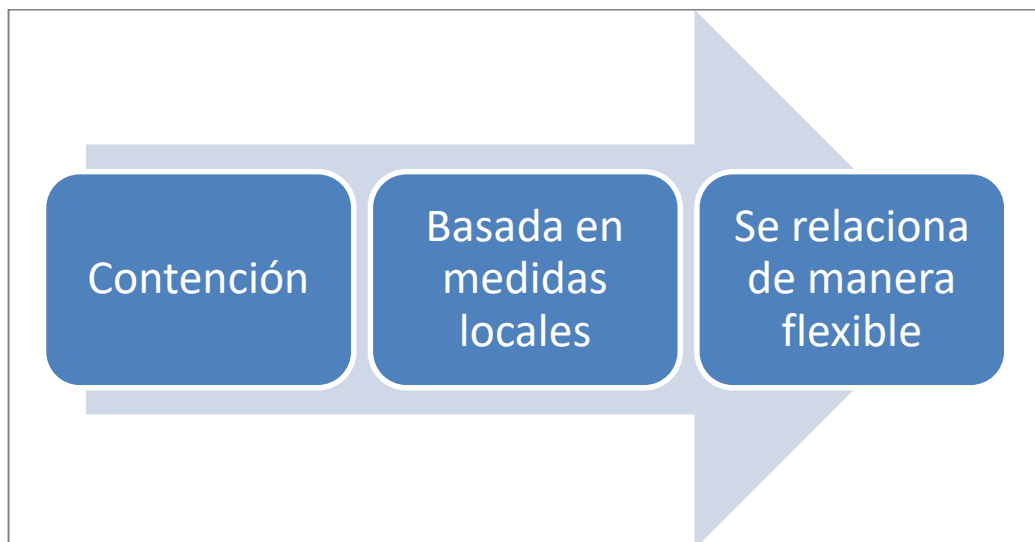 Contención
Basada en
medidas
locales
Se relaciona
de manera
flexible